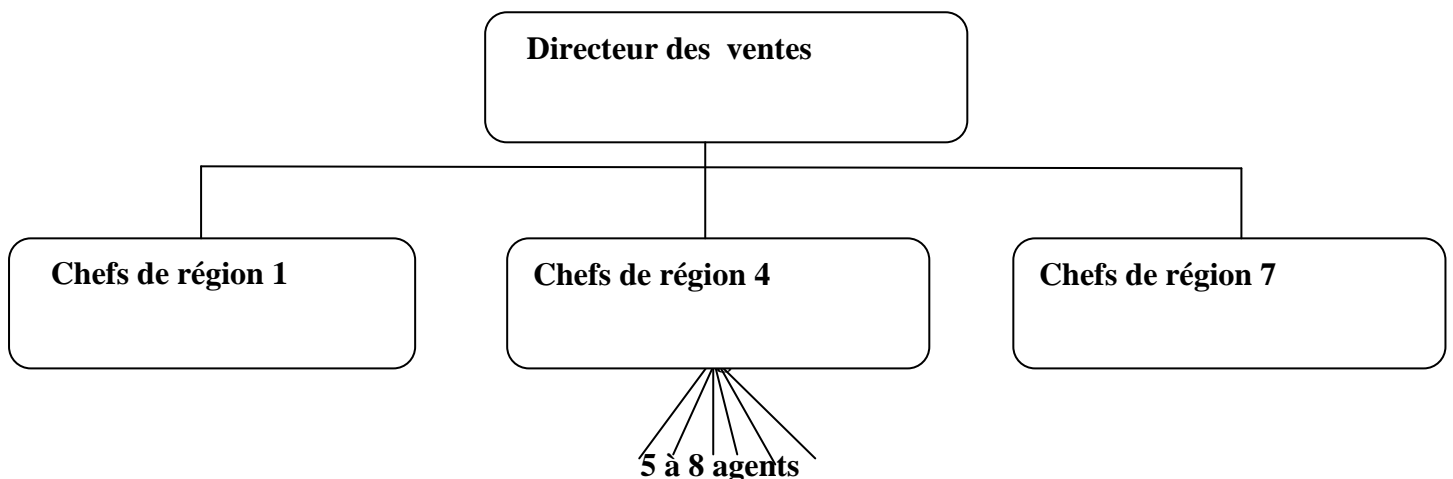 Directeur des ventes
Chefs de région 1
Chefs de région 4
Chefs de région 7
5 à 8 agents